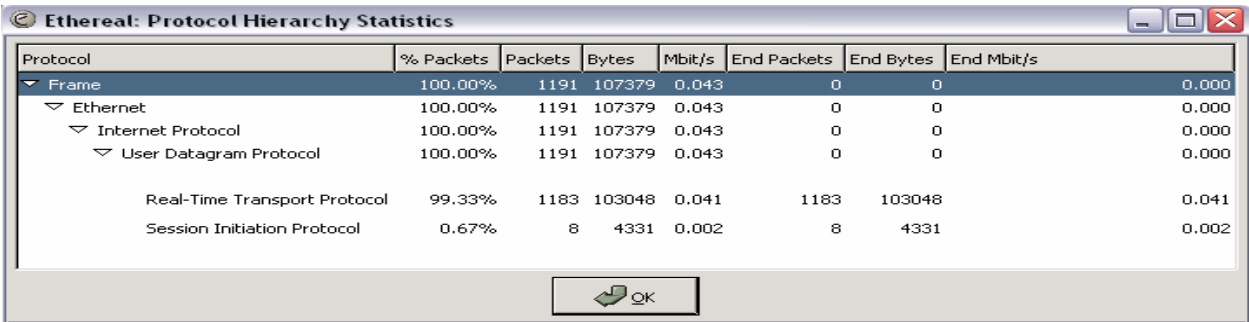 Ethereal: Protocol Hierarchy Statistics
Protocol % Packets Packets Bytes Mbit/s End Packets End Bytes End Mbit/s
Frame 100.00% 1191 107379 0.043 0 0 0.000
Ethernet 100.00% 1191 107379 0.043 0 0 0.000
Internet Protocol 100.00% 1191 107379 0.043 0 0 0.000
User Datagram Protocol 100.00% 1191 107379 0.043 0 0 0.000
Real-Time Transport Protocol 99.33% 1183 103048 0.041 1183 103048 0.041
Session Initiation Protocol 0.67% 8 4331 0.002 8 4331 0.002
OK